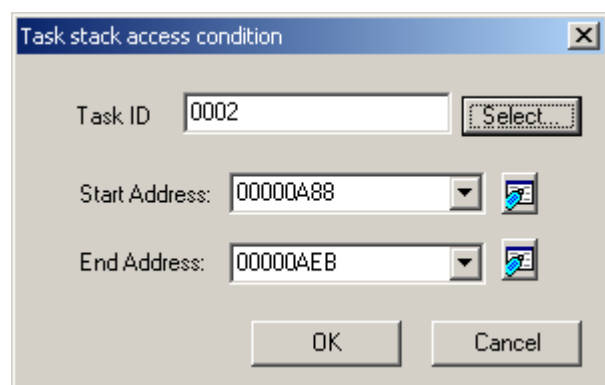 Task stack access condition
Task ID 0002 Select...
Start Address: 00000A88
End Address: 00000AEB
OK Cancel